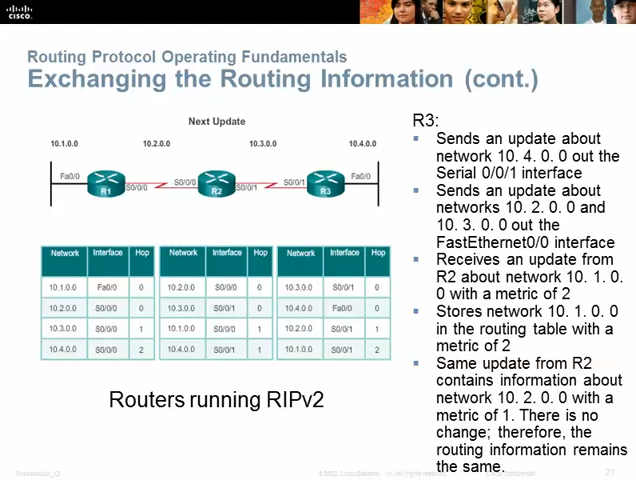 CISCO
Routing Protocol Operating Fundamentals
Exchanging the Routing Information (cont.)
Next Update
10.1.0.0 10.2.0.0 10.3.0.0 10.4.0.0
Fa0/0 R1 S0/0/0 S0/0/0 R2 S0/0/1 S0/0/1 R3 Fa0/0
Network Interface Hop Network Interface Hop Network Interface Hop
10.1.0.0 Fa0/0 0 10.2.0.0 S0/0/0 0 10.3.0.0 S0/0/1 0
10.2.0.0 S0/0/0 0 10.3.0.0 S0/0/1 0 10.4.0.0 Fa0/0 0
10.3.0.0 S0/0/0 1 10.1.0.0 S0/0/0 1 10.2.0.0 S0/0/1 1
10.4.0.0 S0/0/0 2 10.4.0.0 S0/0/1 1 10.1.0.0 S0/0/1 2
Routers running RIPv2
R3:
Sends an update about
network 10. 4. 0. 0 out the
Serial 0/0/1 interface
Sends an update about
networks 10. 2. 0. 0 and
10. 3. 0. 0 out the
FastEthernet0/0 interface
Receives an update from
R2 about network 10. 1. 0.
0 with a metric of 2
Stores network 10. 1. 0. 0
in the routing table with a
metric of 2
Same update from R2
contains information about
network 10. 2. 0. 0 with a
metric of 1. There is no
change; therefore, the
routing information remains
the same.
Presentation_ID
All rights reserved.
Cisco Confidential
21